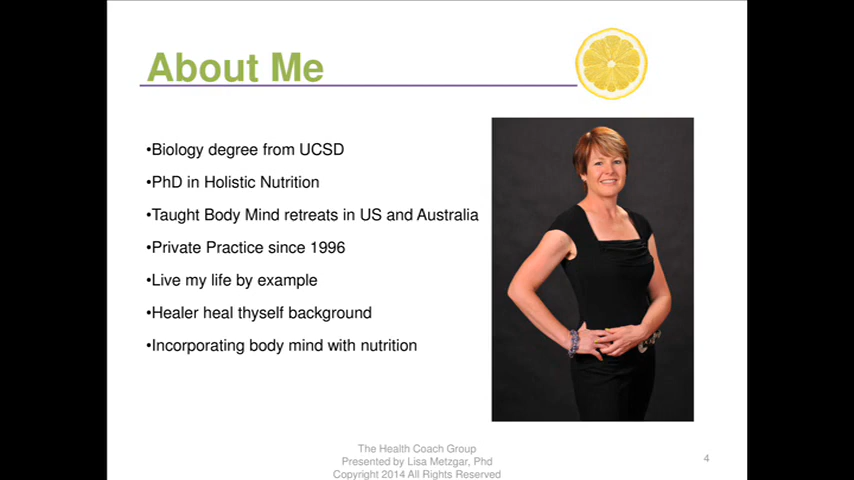 About Me
•Biology degree from UCSD
•PhD in Holistic Nutrition
•Taught Body Mind retreats in US and Australia
•Private Practice since 1996
•Live my life by example
•Healer heal thyself background
•Incorporating body mind with nutrition
The Health Coach Group
Presented by Lisa Metzgar, Phd
Copyright 2014 All Rights Reserved
4